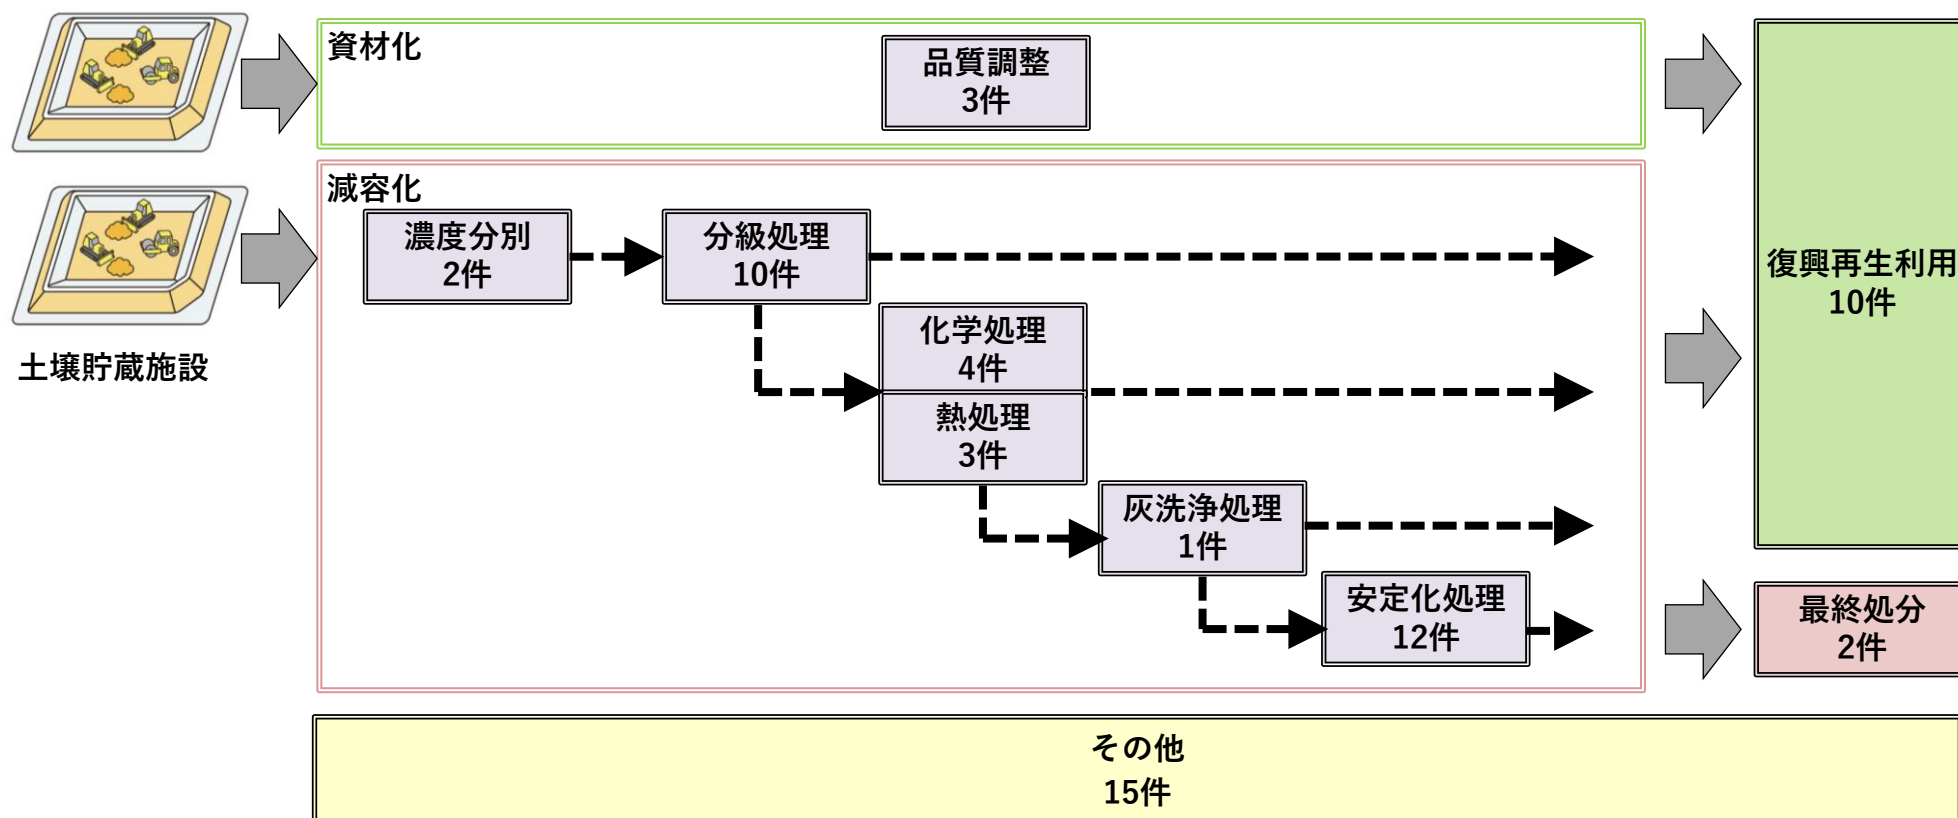 資材化
品質調整
3件
減容化
濃度分別
2件
分級処理
10件
化学処理
4件
熱処理
3件
灰洗浄処理
1件
安定化処理
12件
土壌貯蔵施設
復興再生利用
10件
最終処分
2件
その他
15件